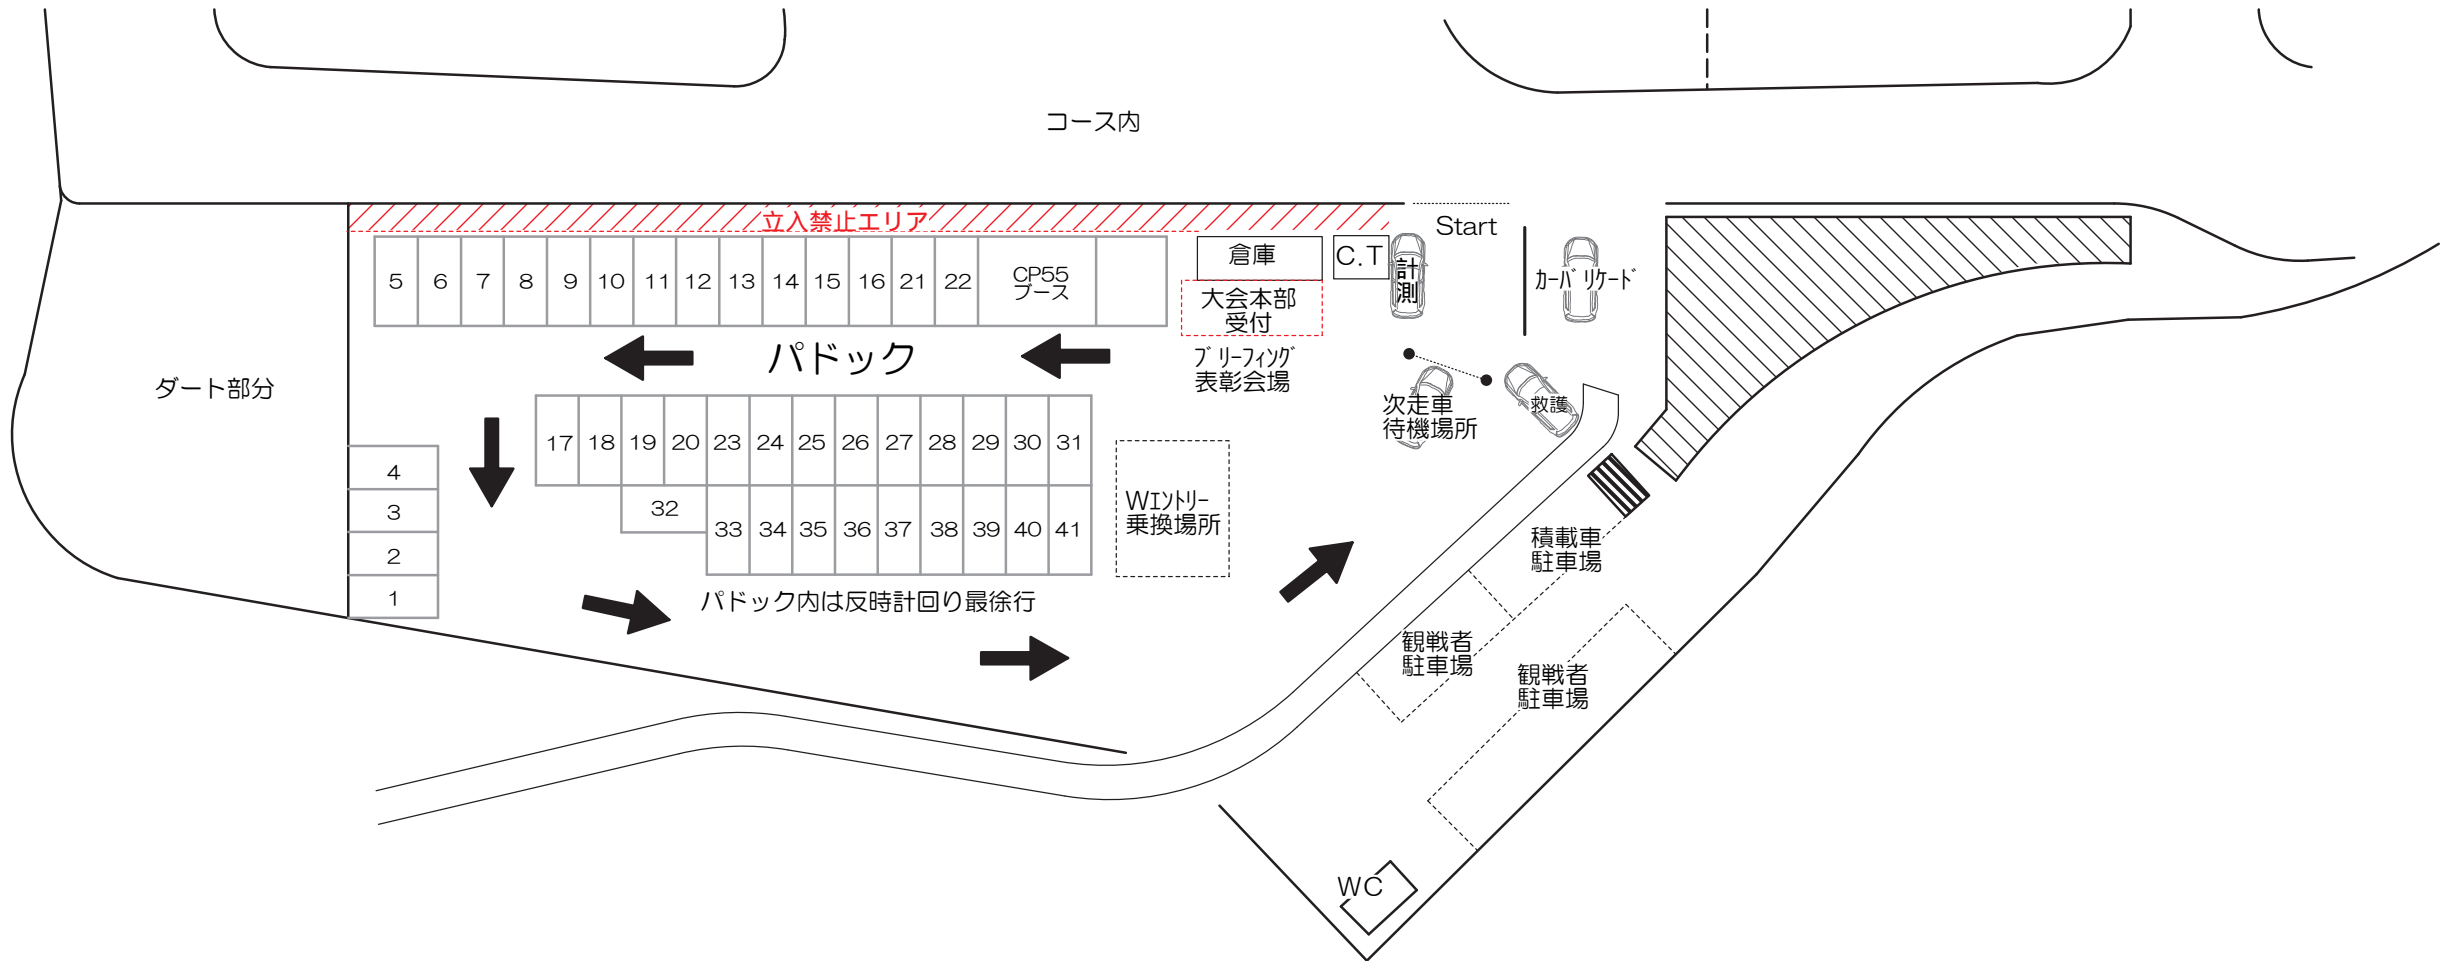 コース内
立入禁止エリア
Start
5 6 7 8 9 10 11 12 13 14 15 16 21 22
CP55
ブース
倉庫
C.T
計測
カーバリケード
大会本部
受付
ブリーフィング
表彰会場
パドック
ダート部分
次走車
待機場所
救護
17 18 19 20 23 24 25 26 27 28 29 30 31
4
3
2
1
32
33 34 35 36 37 38 39 40 41
Wエントリー
乗換場所
パドック内は反時計回り最徐行
積載車
駐車場
観戦者
駐車場
観戦者
駐車場
WC